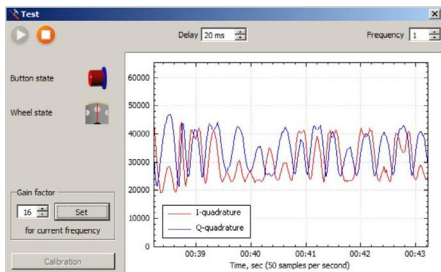 Test
Delay 20 ms Frequency 1
Button state
Wheel state
Gain factor
16 Set
for current frequency
Calibration
60000
50000
40000
30000
20000
10000
0
I-quadrature
Q-quadrature
00:39 00:40 00:41 00:42 00:43
Time, sec (50 samples per second)